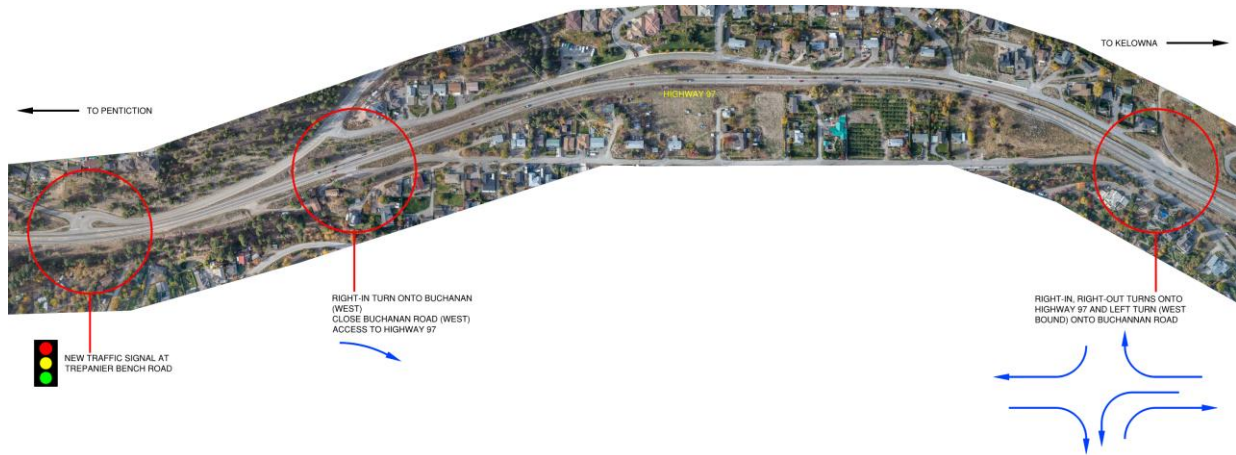 TO KELOWNA
HIGHWAY 97
TO PENTICTION
RIGHT-IN TURN ONTO BUCHANAN
(WEST)
CLOSE BUCHANAN ROAD (WEST)
ACCESS TO HIGHWAY 97
RIGHT-IN, RIGHT-OUT TURNS ONTO
HIGHWAY 97 AND LEFT TURN (WEST
BOUND) ONTO BUCHANNAN ROAD
NEW TRAFFIC SIGNAL AT
TREPANIER BENCH ROAD